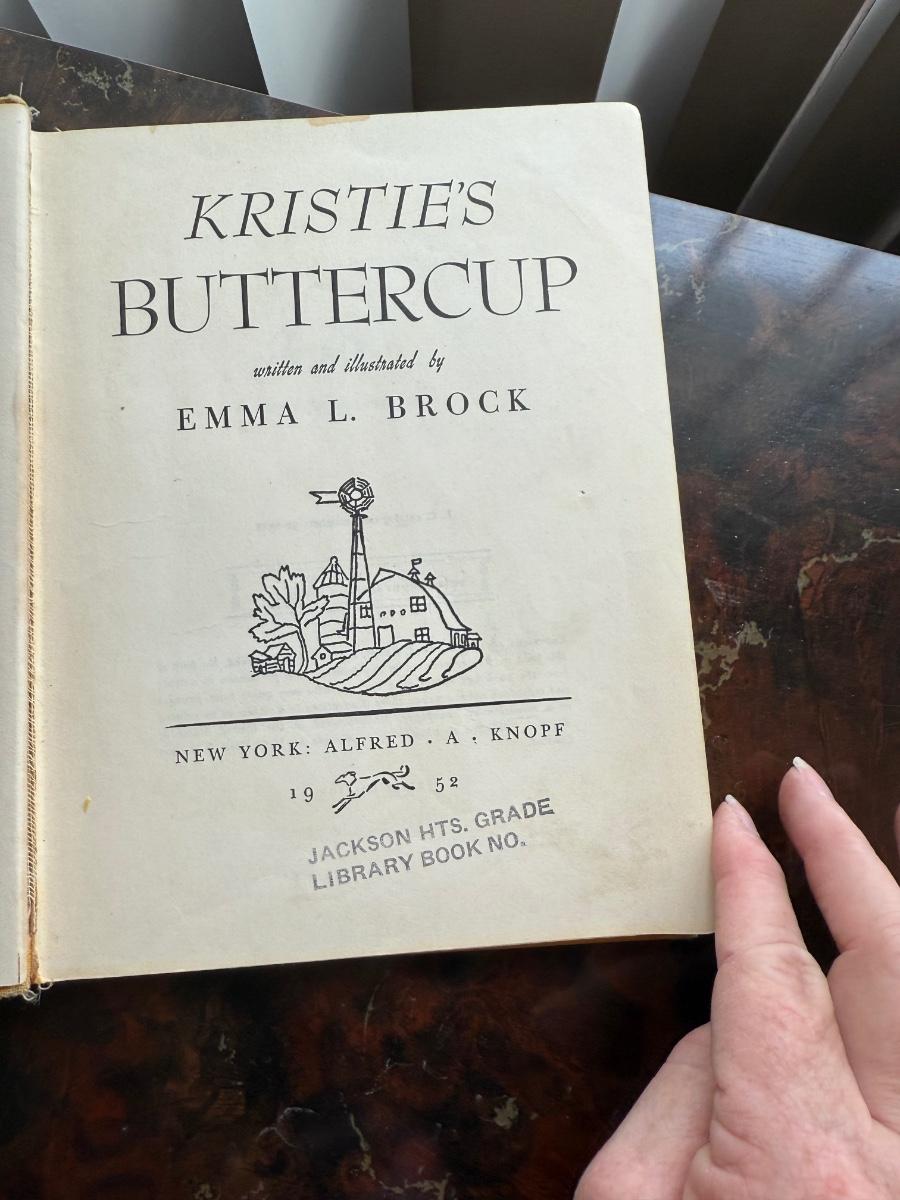 KRISTIE'S
BUTTERCUP
written and illustrated by
EMMA L. BROCK
NEW YORK: ALFRED · A · KNOPF
19 52
JACKSON HTS. GRADE
LIBRARY BOOK NO.